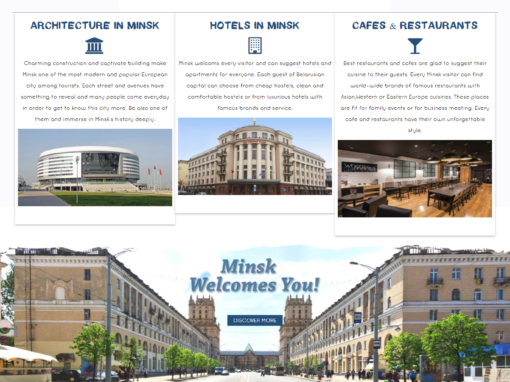 ARCHITECTURE IN MINSK
Charming construction and captivate building make
Minsk one of the most modern and popular European
city among tourists. Each street and avenues have
something to reveal and many people come everyday
in order to get to know this city more. Be also one of
them and immerse in Minsk's history deeply.
HOTELS IN MINSK
Minsk welcomes every visitor and can suggest hotels and
apartments for everyone. Each guest of Belarusian
capital can choose from cheap hostels, clean and
comfortable hostels or from luxurious hotels with
famous brands and service.
CAFES & RESTAURANTS
Best restaurants and cafes are glad to suggest their
cuisine to their guests. Every Minsk visitor can find
world-wide brands of famous restaurants with
Asian,Western or Eastern Europe cuisines. These places
are fit for family events or for business meeting. Every
cafe and restaurants have their own unforgettable
style.
Minsk
Welcomes You!
DISCOVER MORE